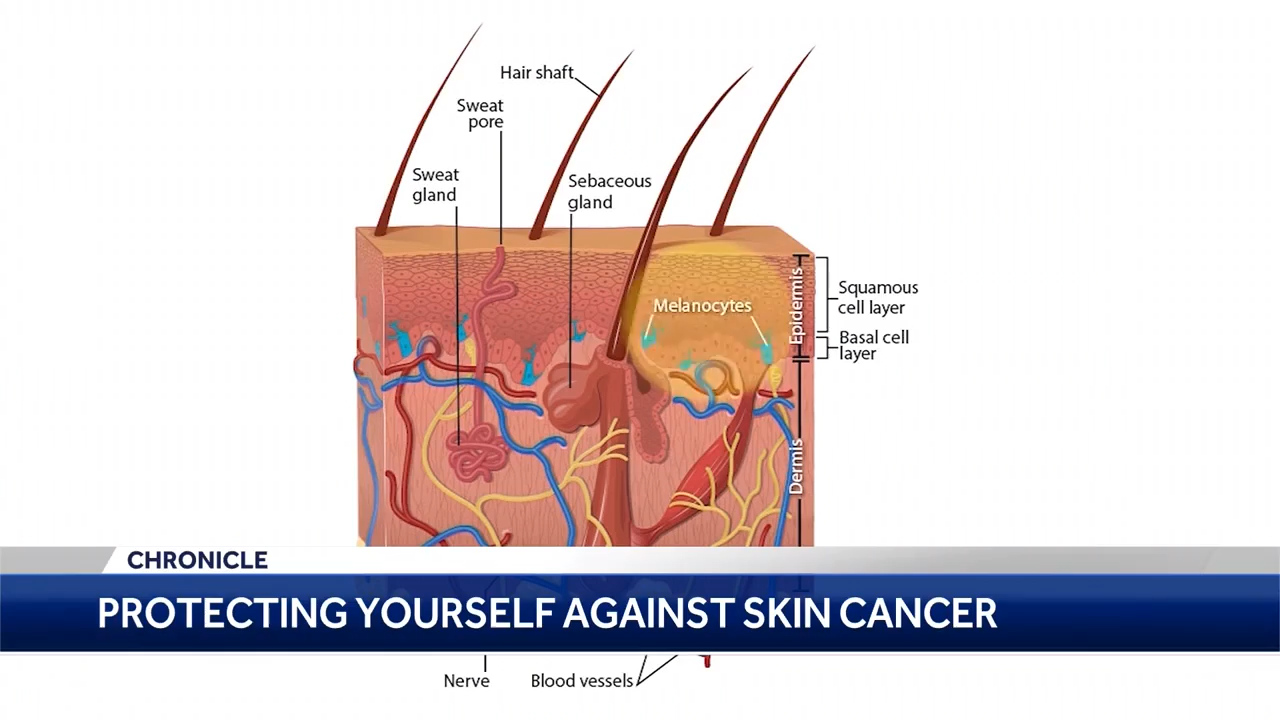 Hair shaft
Sweat
pore
Sweat
gland
Sebaceous
gland
Melanocytes
Epidermis
Squamous
cell layer
Basal cell
layer
Dermis
CHRONICLE
PROTECTING YOURSELF AGAINST SKIN CANCER
Nerve
Blood vessels